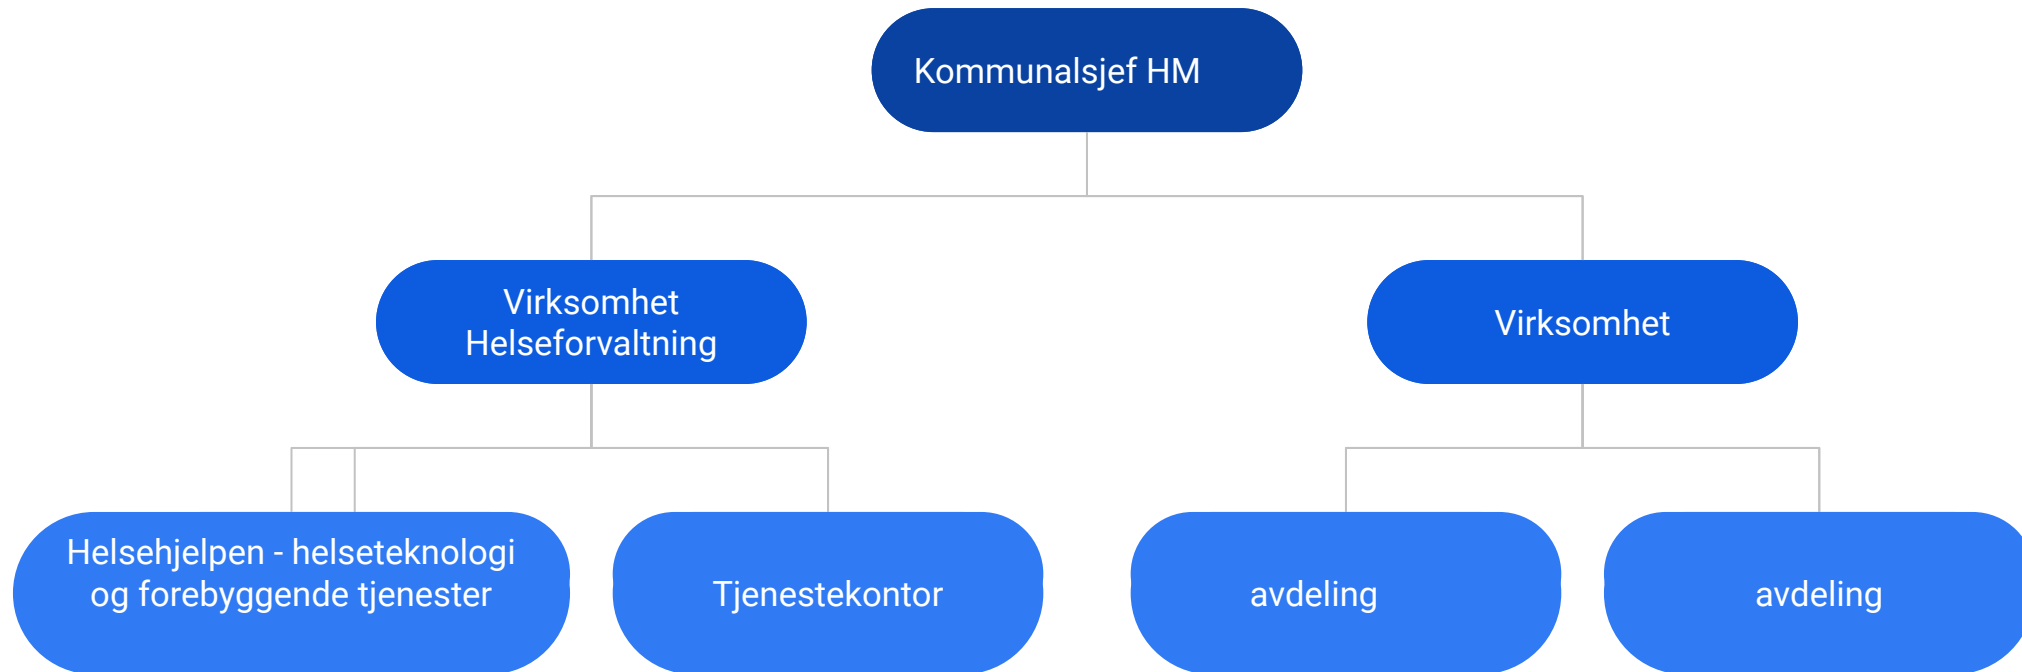 Kommunalsjef HM
Virksomhet
Helseforvaltning
Virksomhet
Helsehjelpen - helseteknologi
og forebyggende tjenester
Tjenestekontor
avdeling
avdeling